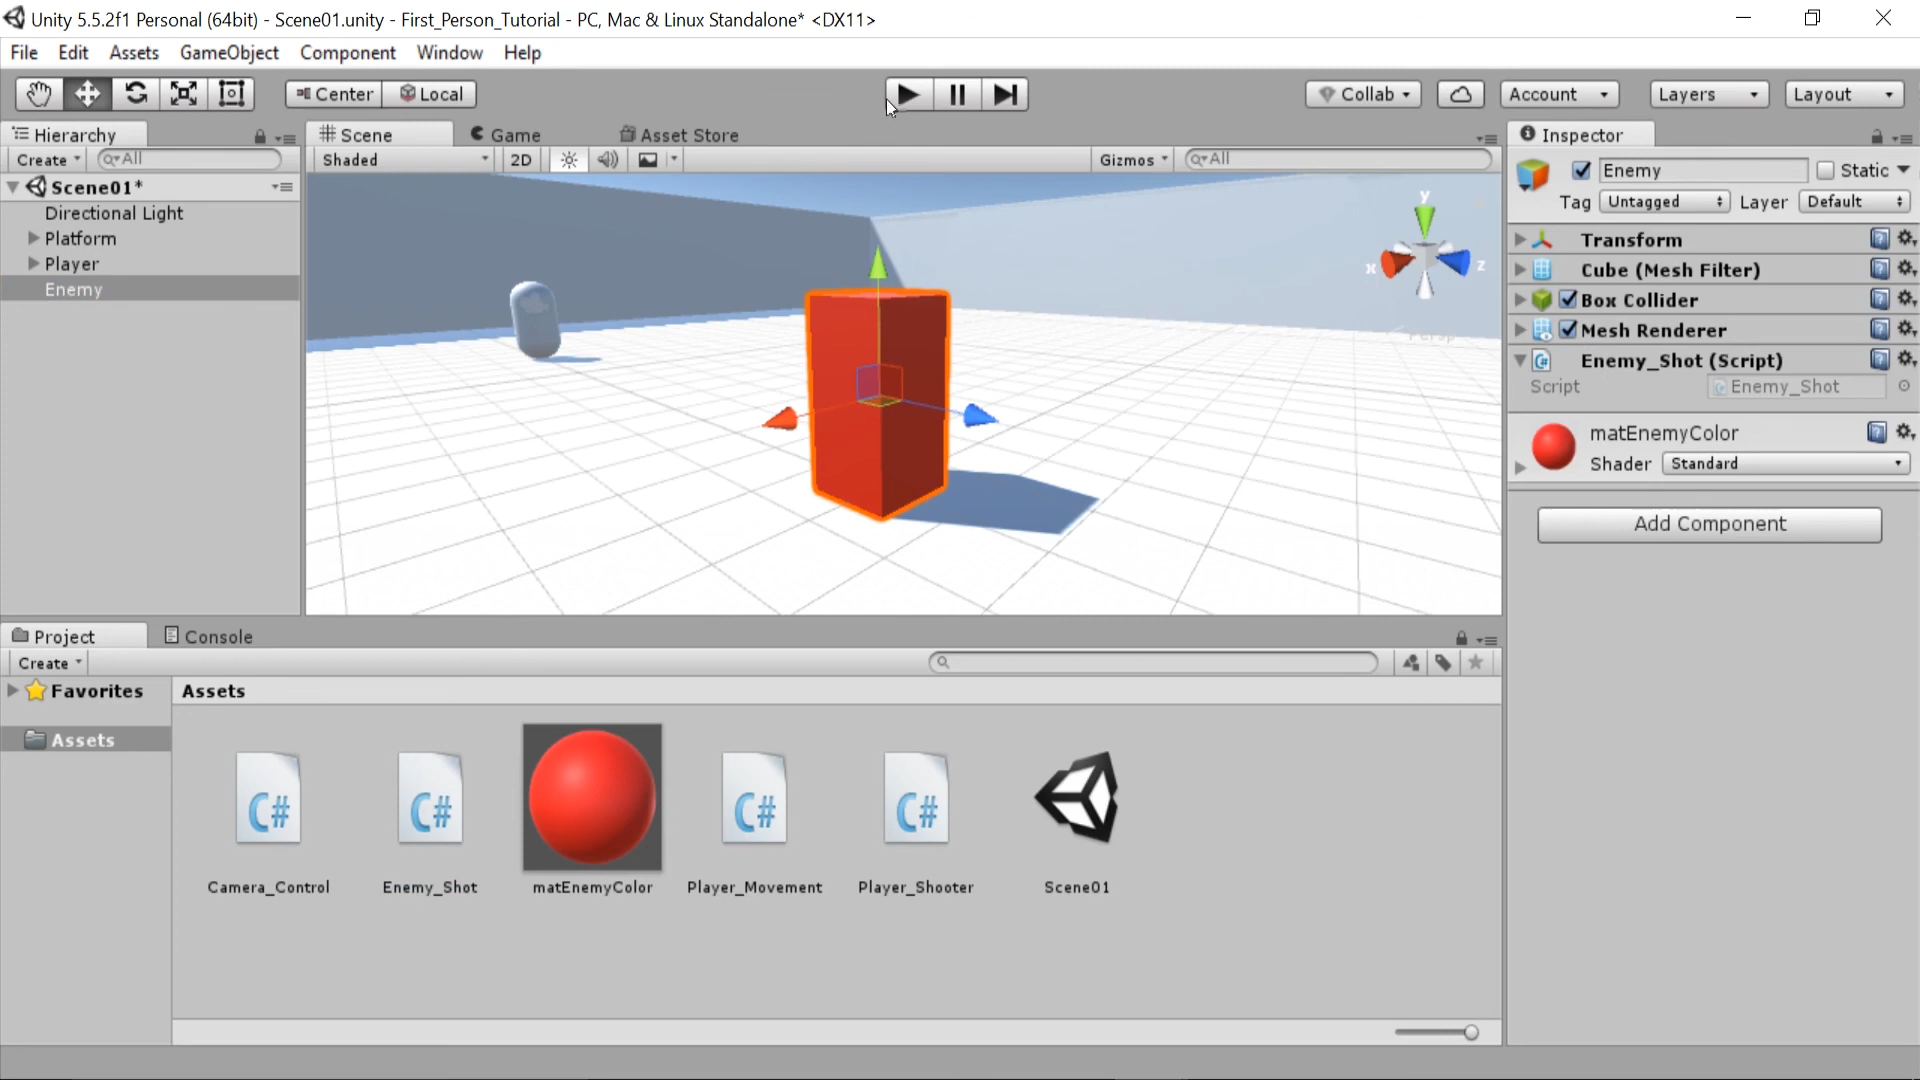 Unity 5.5.2f1 Personal (64bit) - Scene01.unity - First_Person_Tutorial - PC, Mac & Linux Standalone* <DX11>
File Edit Assets GameObject Component Window Help
Center Local Collab Account Layers Layout
Hierarchy Scene Game Asset Store Inspector
Create All Shaded 2D Gizmos All
Enemy Static
Scene01*
Tag Untagged Layer Default
Directional Light
Platform
Player
Enemy
y
x
z
Persp
Transform
Cube (Mesh Filter)
Box Collider
Mesh Renderer
Enemy_Shot (Script)
Script Enemy_Shot
matEnemyColor
Shader Standard
Add Component
Project Console
Create
Favorites Assets
Assets
C# C# C# C#
Camera_Control Enemy_Shot matEnemyColor Player_Movement Player_Shooter Scene01